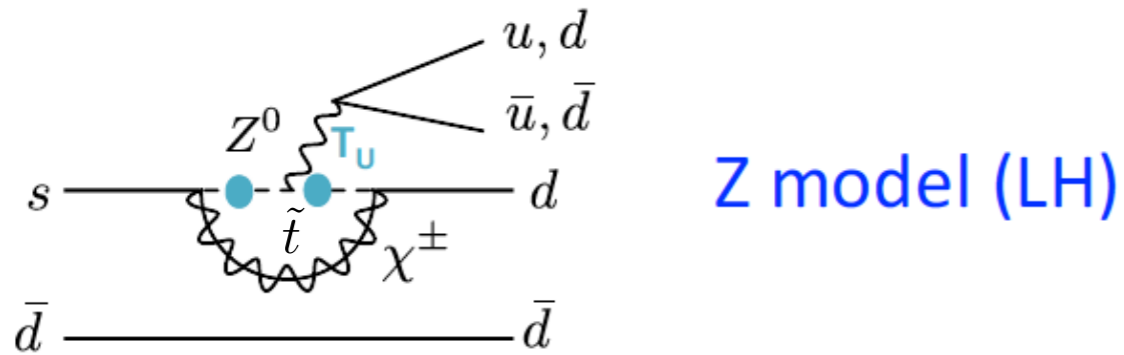 u, d
Z⁰
ū, d̄
T_U
s
d
Z model (LH)
t̃
χ^±
d̄
d̄